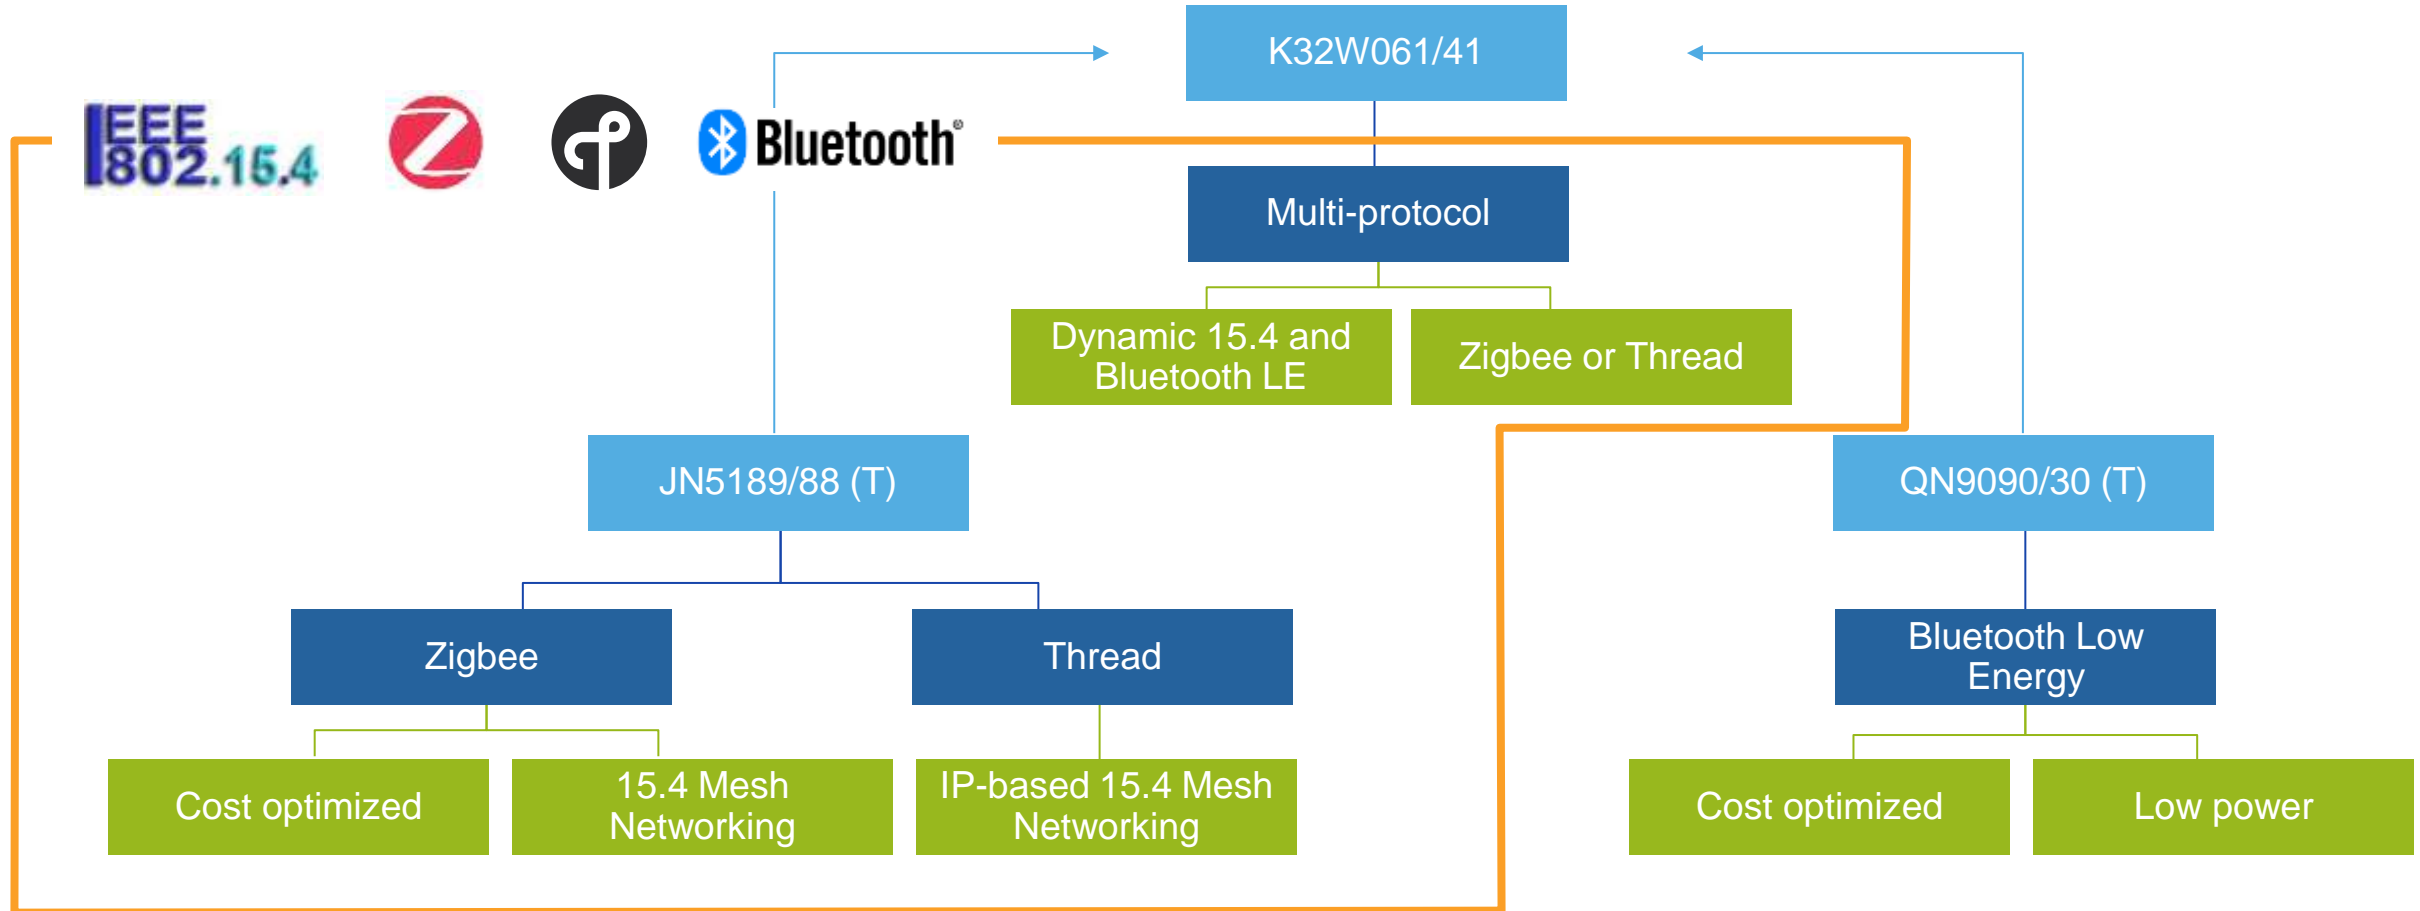 K32W061/41
IEEE
802.15.4
Bluetooth®
Multi-protocol
Dynamic 15.4 and
Bluetooth LE
Zigbee or Thread
JN5189/88 (T)
QN9090/30 (T)
Zigbee
Thread
Bluetooth Low
Energy
Cost optimized
15.4 Mesh
Networking
IP-based 15.4 Mesh
Networking
Cost optimized
Low power